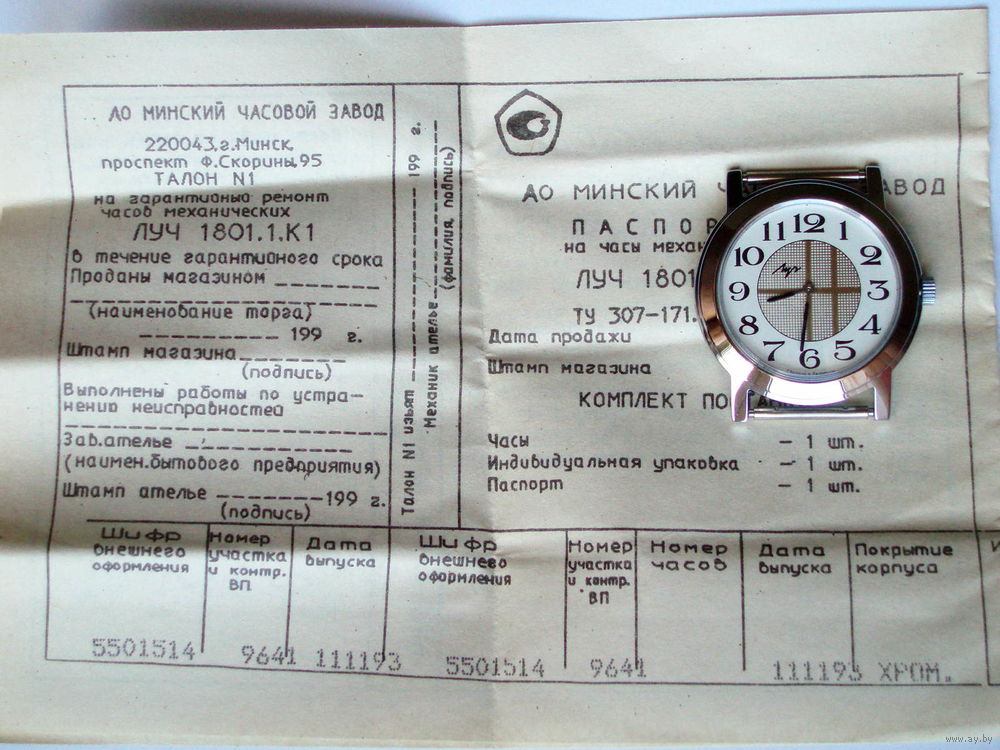 АО МИНСКИЙ ЧАСОВОЙ ЗАВОД
220043,г.Минск,
проспект Ф.Скорины,95
ТАЛОН N1
на гарантийный ремонт
часов механических
ЛУЧ 1801.1.К1
в течение гарантийного срока
Проданы магазином
(наименование торга)
199 г.
Штамп магазина
(подпись)
Выполнены работы по устра-
нению неисправностей
Зав.ателье
(наимен.бытового предприятия)
Штамп ателье 199 г.
(подпись)
Талон N1 изъят 199 г.
Механик ателье
(фамилия, подпись)
АО МИНСКИЙ Ч АВОД
ПАСПОР
на часы механ
ЛУЧ 1801
ТУ 307-171.
Дата продажи
Штамп магазина
КОМПЛЕКТ ПО
Часы - 1 шт.
Индивидуальная упаковка - 1 шт.
Паспорт - 1 шт.
Шифр внешнего оформления
Номер участка и контр. ВП
Дата выпуска
Шифр внешнего оформления
Номер участка и контр. ВП
Номер часов
Дата выпуска
Покрытие корпуса
5501514 9641 111193 5501514 9641 111193 ХРОМ.
12
1
2
3
4
5
6
7
8
9
10
11
Луч
www.ay.by